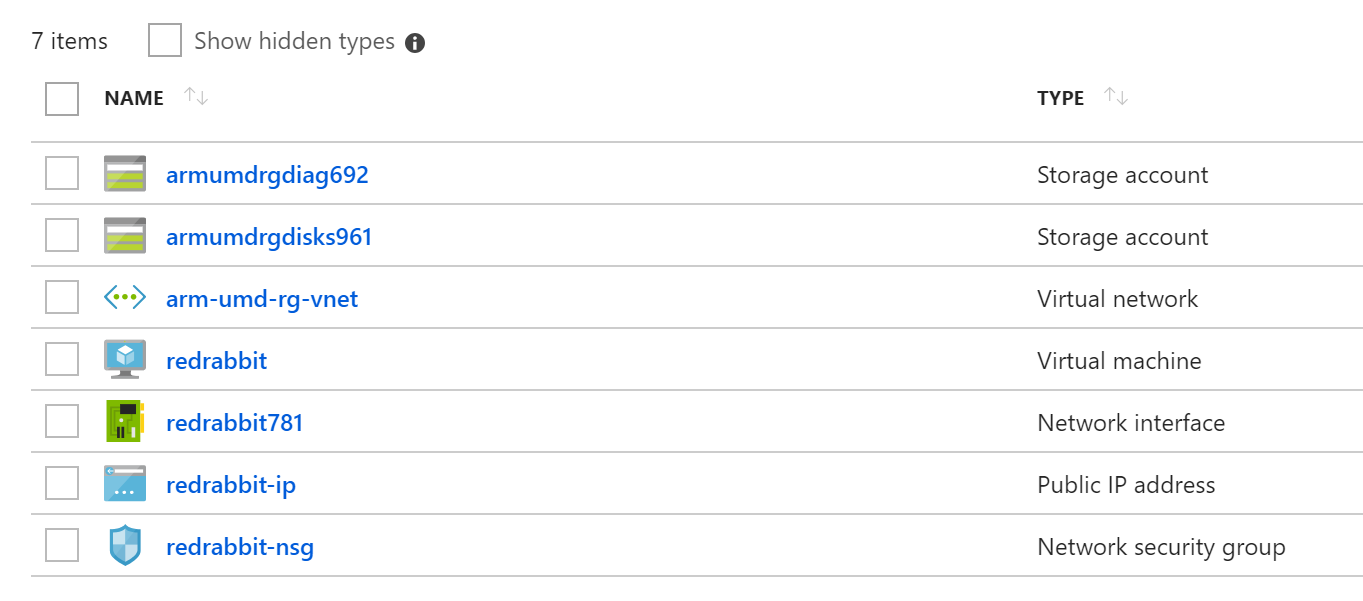 7 items Show hidden types
NAME TYPE
armumdrgdiag692 Storage account
armumdrgdisks961 Storage account
arm-umd-rg-vnet Virtual network
redrabbit Virtual machine
redrabbit781 Network interface
redrabbit-ip Public IP address
redrabbit-nsg Network security group